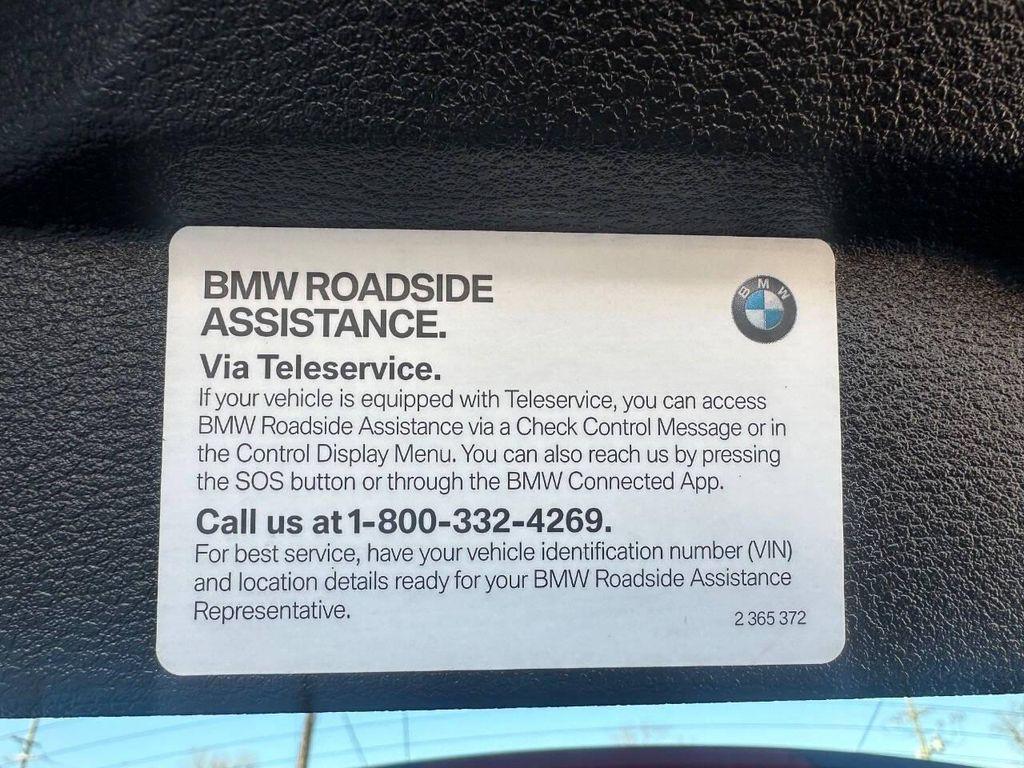 BMW ROADSIDE
ASSISTANCE.
BMW
Via Teleservice.
If your vehicle is equipped with Teleservice, you can access
BMW Roadside Assistance via a Check Control Message or in
the Control Display Menu. You can also reach us by pressing
the SOS button or through the BMW Connected App.
Call us at 1-800-332-4269.
For best service, have your vehicle identification number (VIN)
and location details ready for your BMW Roadside Assistance
Representative.
2 365 372